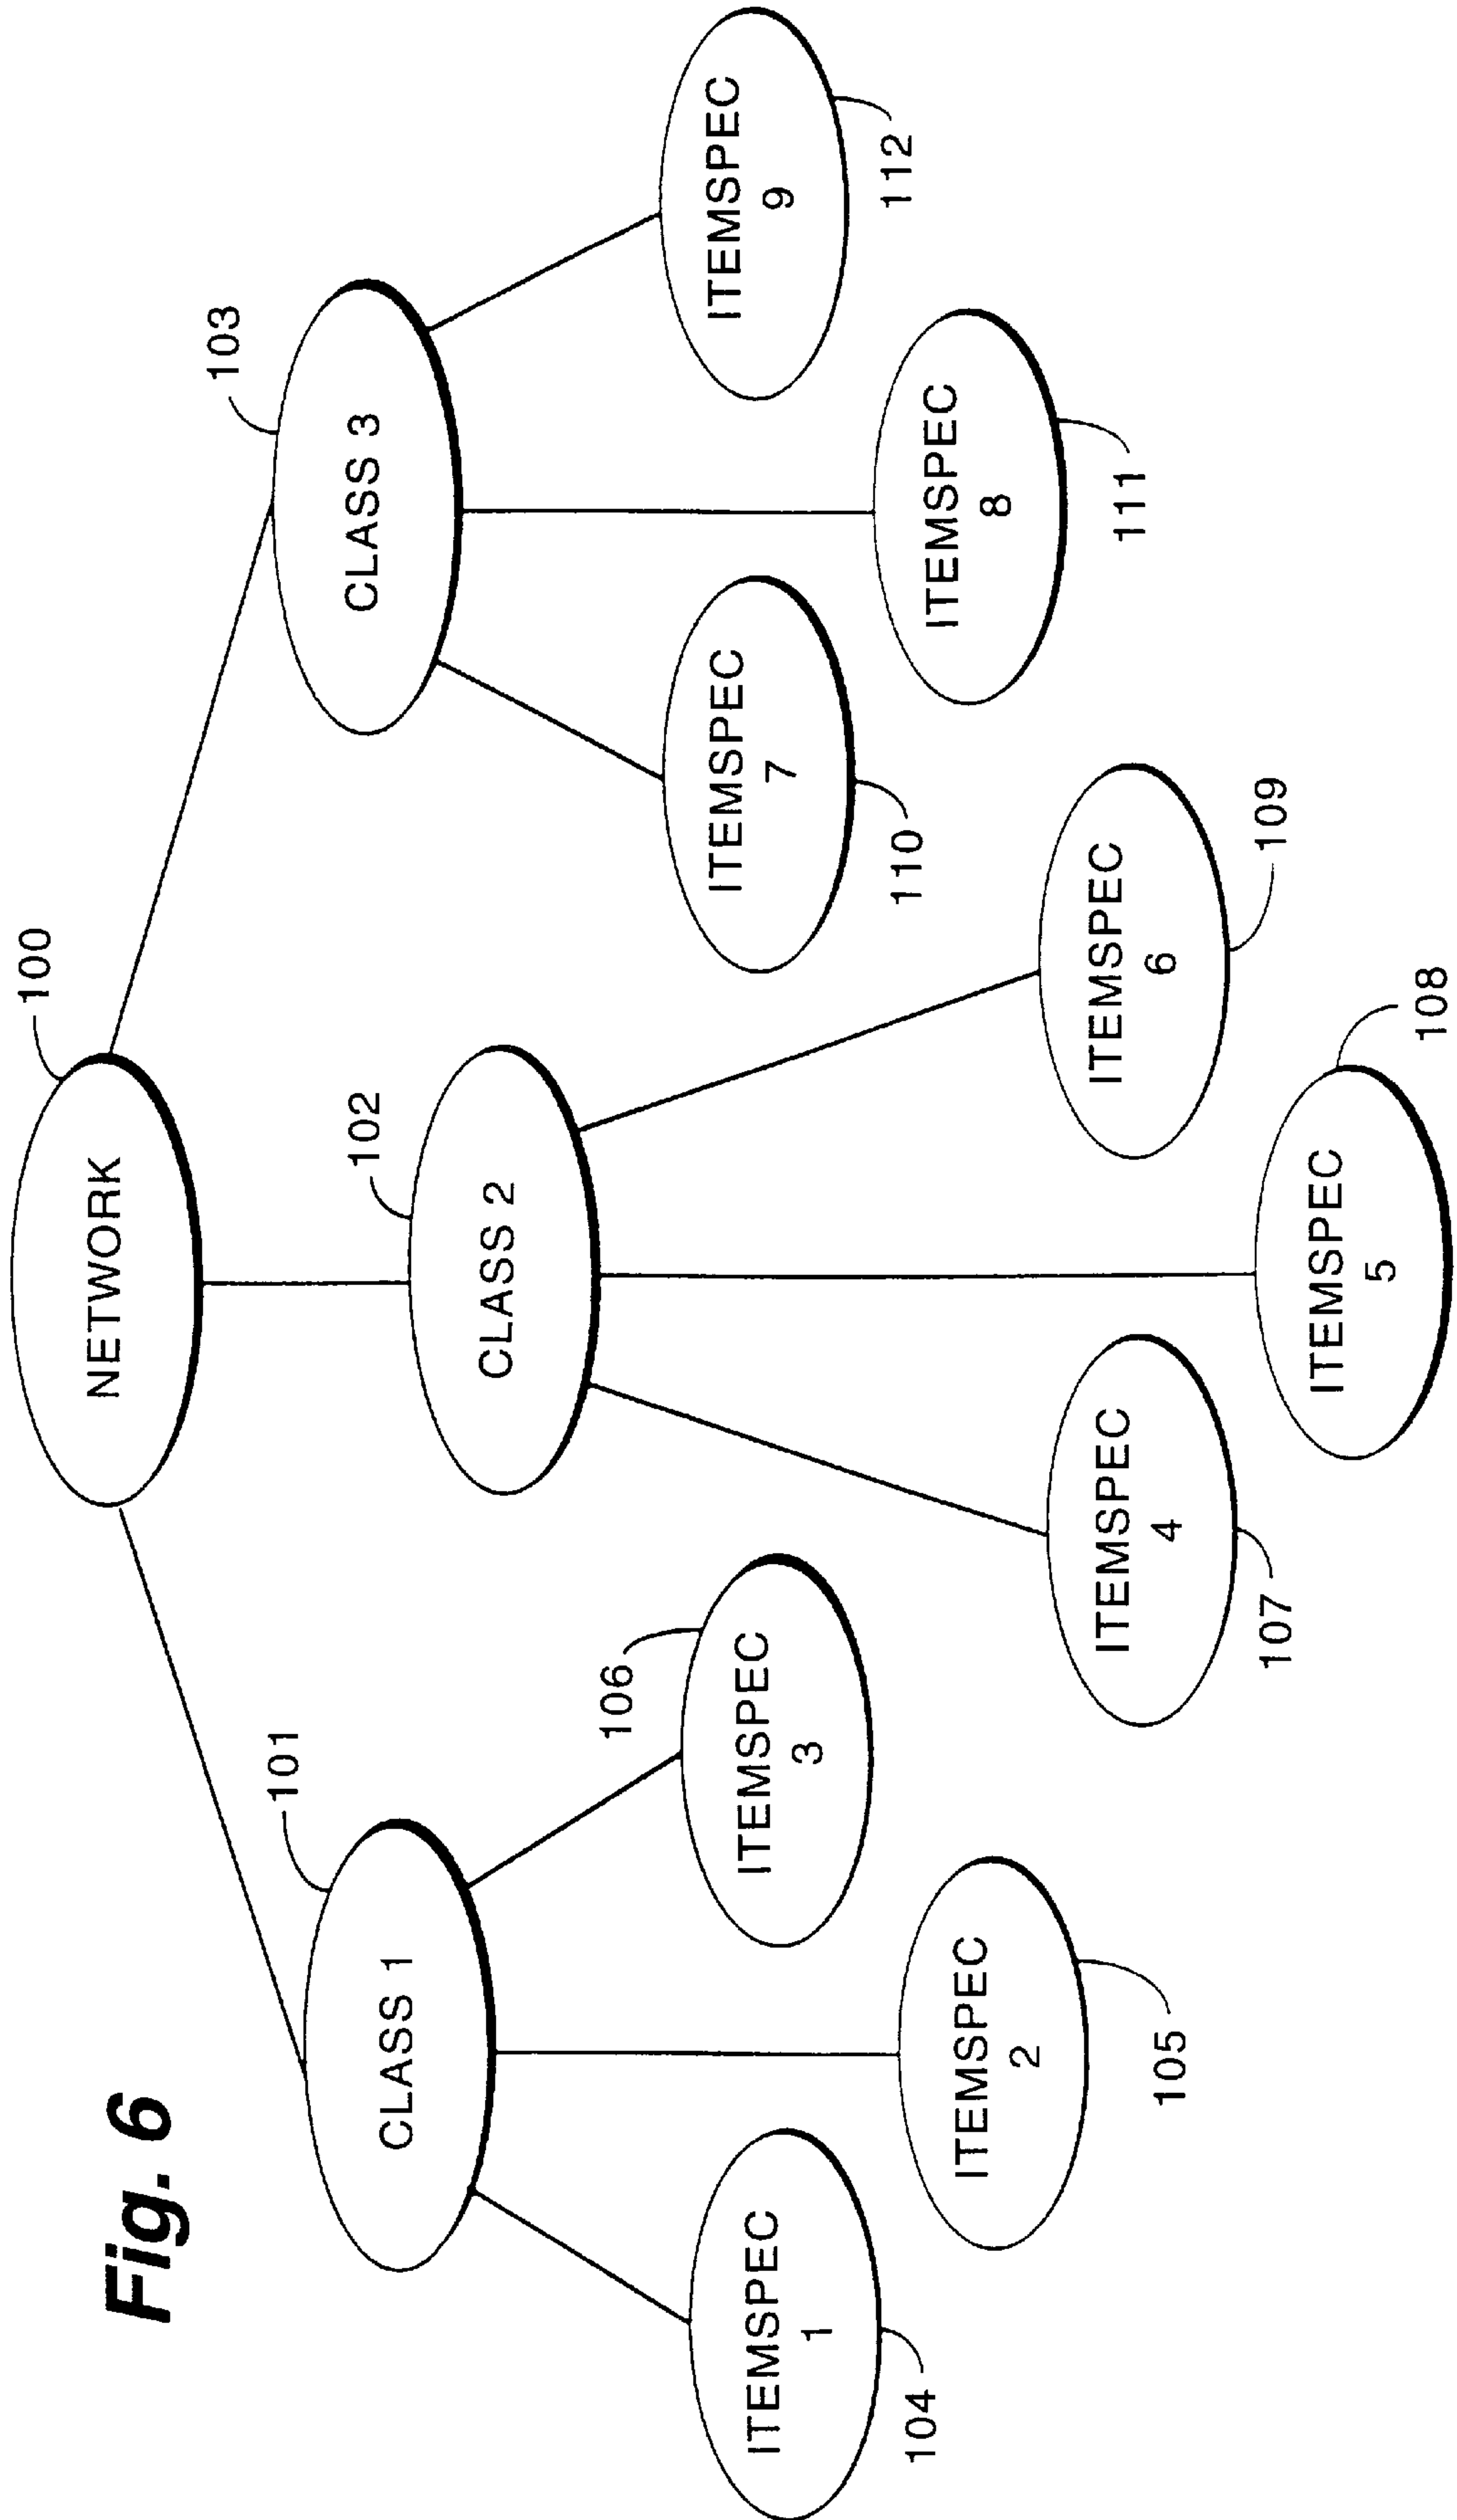 Fig. 6
NETWORK
100
CLASS 1
101
CLASS 2
102
CLASS 3
103
ITEMSPEC
1
104
ITEMSPEC
2
105
ITEMSPEC
3
106
ITEMSPEC
4
107
ITEMSPEC
5
108
ITEMSPEC
6
109
ITEMSPEC
7
110
ITEMSPEC
8
111
ITEMSPEC
9
112